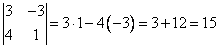 |3 −3|
|4 1| = 3·1−4(−3) = 3+12 = 15